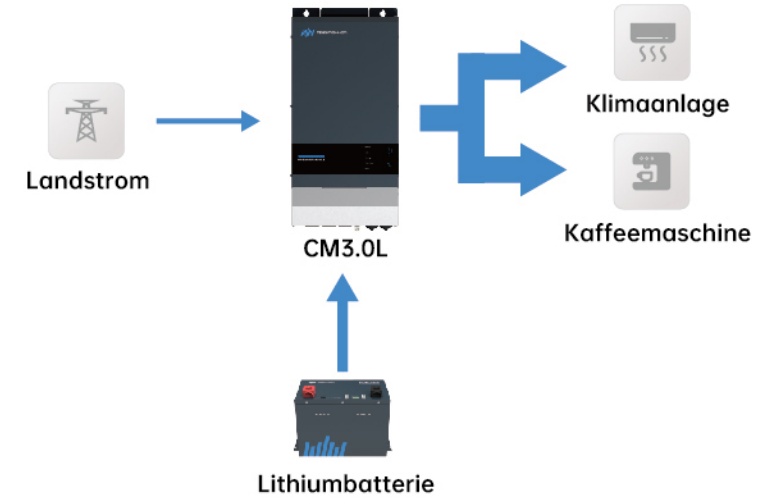 Landstrom
CM3.0L
Klimaanlage
Kaffeemaschine
Lithiumbatterie